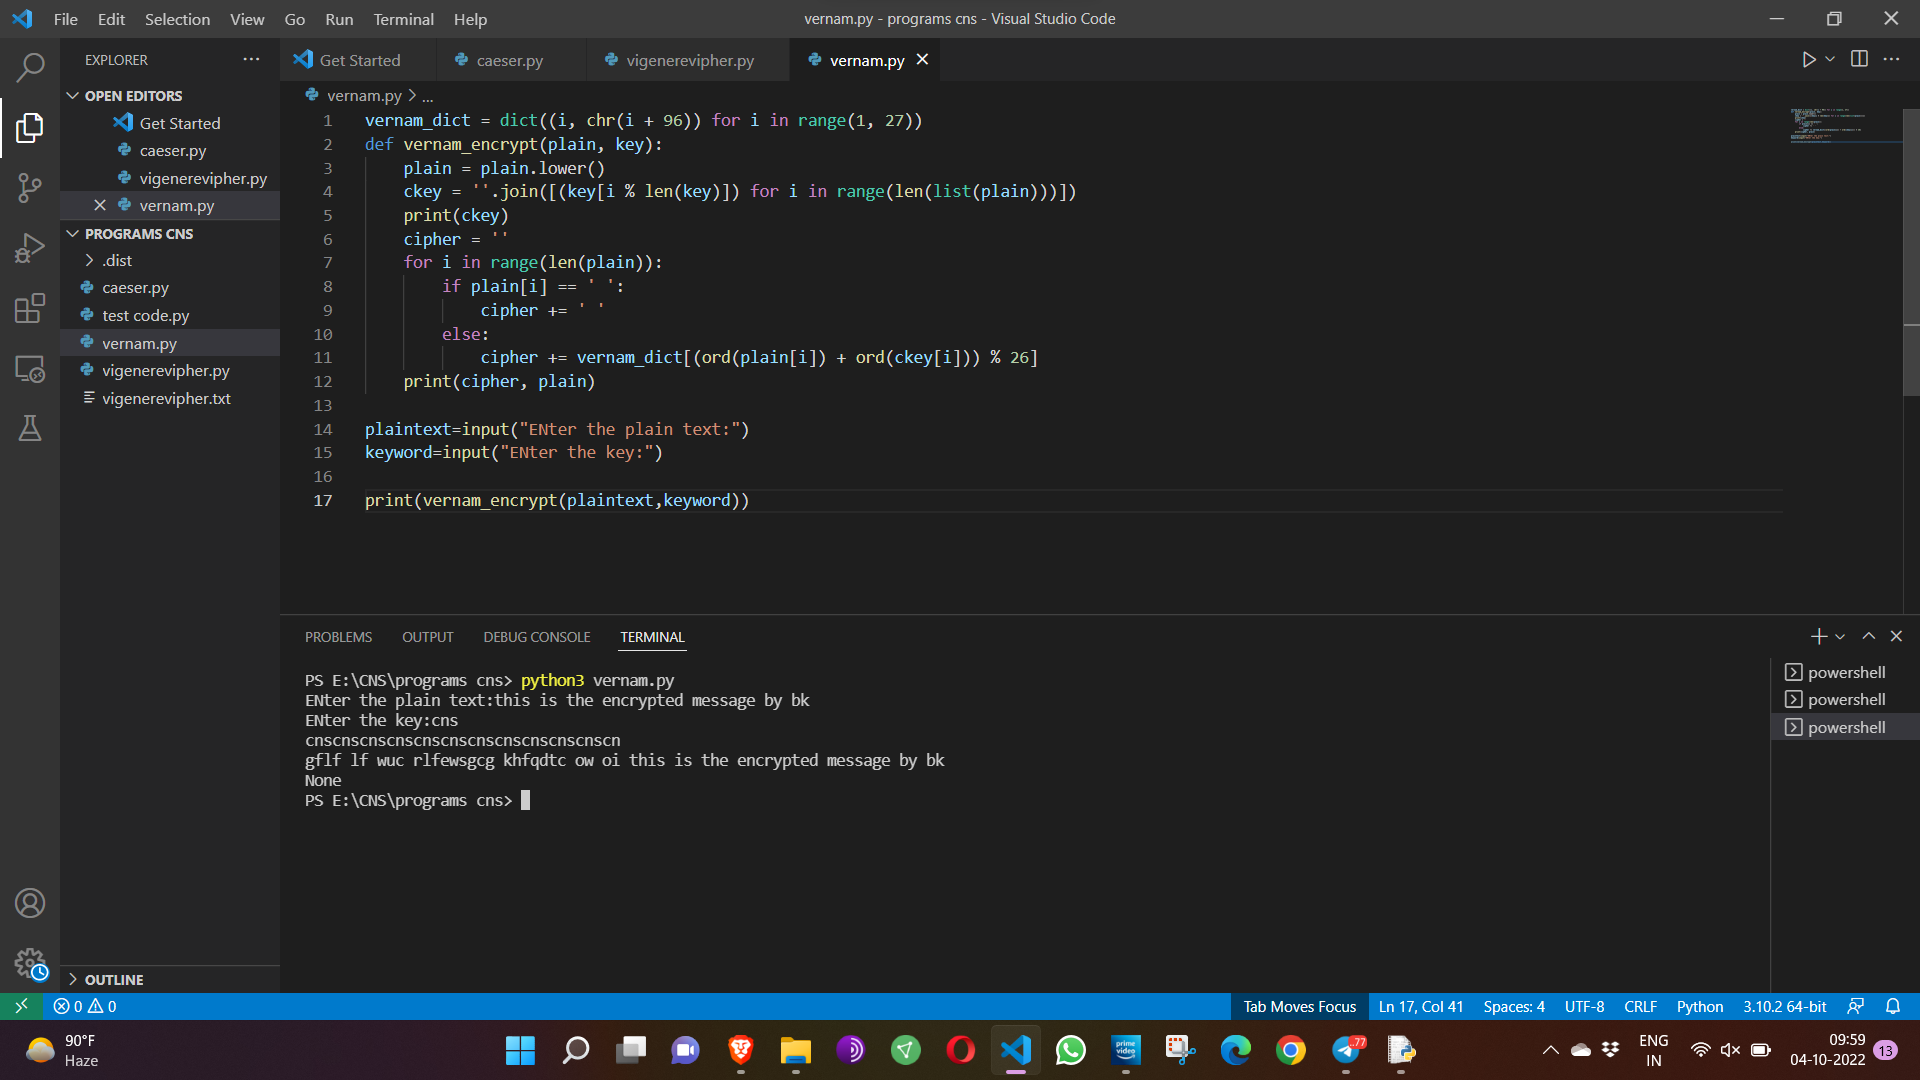 File Edit Selection View Go Run Terminal Help
vernam.py - programs cns - Visual Studio Code
EXPLORER
OPEN EDITORS
Get Started
caeser.py
vigenerevipher.py
vernam.py
PROGRAMS CNS
.dist
caeser.py
test code.py
vernam.py
vigenerevipher.py
vigenerevipher.txt
OUTLINE
Get Started caeser.py vigenerevipher.py vernam.py
vernam.py > ...
1 vernam_dict = dict((i, chr(i + 96)) for i in range(1, 27))
2 def vernam_encrypt(plain, key):
3 plain = plain.lower()
4 ckey = ''.join([(key[i % len(key)]) for i in range(len(list(plain)))])
5 print(ckey)
6 cipher = ''
7 for i in range(len(plain)):
8 if plain[i] == ' ':
9 cipher += ' '
10 else:
11 cipher += vernam_dict[(ord(plain[i]) + ord(ckey[i])) % 26]
12 print(cipher, plain)
13
14 plaintext=input("ENter the plain text:")
15 keyword=input("ENter the key:")
16
17 print(vernam_encrypt(plaintext,keyword))
PROBLEMS OUTPUT DEBUG CONSOLE TERMINAL
PS E:\CNS\programs cns> python3 vernam.py
ENter the plain text:this is the encrypted message by bk
ENter the key:cns
cnscnscnscnscnscnscnscnscnscnscnscn
gflf lf wuc rlfewsgcg khfqdtc ow oi this is the encrypted message by bk
None
PS E:\CNS\programs cns>
powershell
powershell
powershell
0 0
Tab Moves Focus Ln 17, Col 41 Spaces: 4 UTF-8 CRLF Python 3.10.2 64-bit
90°F
Haze
prime video
..77
ENG
IN
09:59
04-10-2022
13